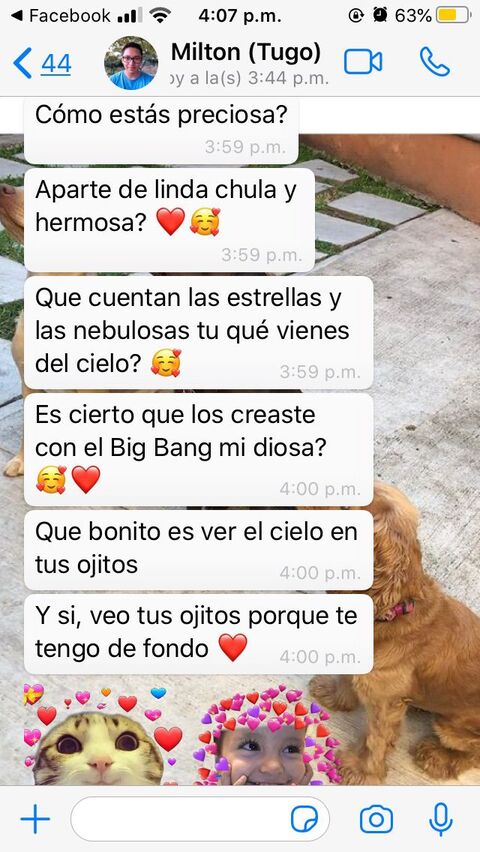 Facebook 4:07 p.m. 63%
44 Milton (Tugo)
oy a la(s) 3:44 p.m.
Cómo estás preciosa?
3:59 p.m.
Aparte de linda chula y
hermosa? ❤️🥰
3:59 p.m.
Que cuentan las estrellas y
las nebulosas tu qué vienes
del cielo? 🥰
3:59 p.m.
Es cierto que los creaste
con el Big Bang mi diosa?
🥰❤️
4:00 p.m.
Que bonito es ver el cielo en
tus ojitos
4:00 p.m.
Y si, veo tus ojitos porque te
tengo de fondo ❤️
4:00 p.m.